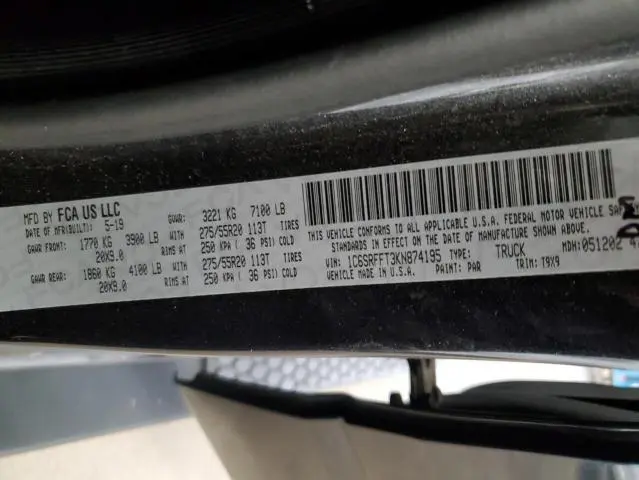 MFD BY FCA US LLC
DATE OF MFR(BUILT): 5-19 GVWR: 3221 KG 7100 LB
GAWR FRONT: 1770 KG 3900 LB WITH 275/55R20 113T TIRES
20X9.0 RIMS AT 250 KPA ( 36 PSI) COLD
GAWR REAR: 1860 KG 4100 LB WITH 275/55R20 113T TIRES
20X9.0 RIMS AT 250 KPA ( 36 PSI) COLD
THIS VEHICLE CONFORMS TO ALL APPLICABLE U.S.A. FEDERAL MOTOR VEHICLE
STANDARDS IN EFFECT ON THE DATE OF MANUFACTURE SHOWN ABOVE.
VIN: 1C6SRFFT3KN874195 TYPE: TRUCK MDH: 051202
VEHICLE MADE IN U.S.A. PAINT: PAR TRIM: T9X9